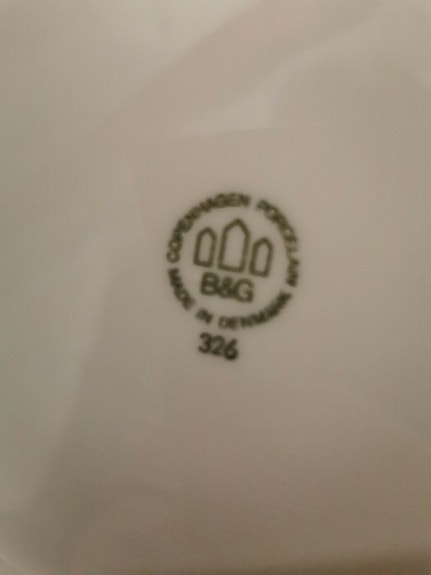 COPENHAGEN PORCELAIN
B&G
MADE IN DENMARK
326